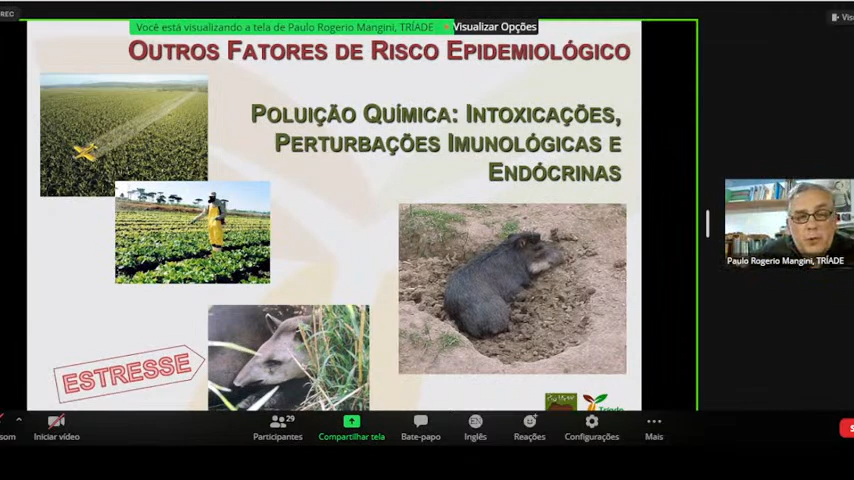 REC
Você está visualizando a tela de Paulo Rogerio Mangini, TRÍADE
Visualizar Opções
OUTROS FATORES DE RISCO EPIDEMIOLÓGICO
POLUIÇÃO QUÍMICA: INTOXICAÇÕES,
PERTURBAÇÕES IMUNOLÓGICAS E
ENDÓCRINAS
Paulo Rogerio Mangini, TRÍADE
ESTRESSE
som
Iniciar vídeo
29
Participantes
Compartilhar tela
Bate-papo
Inglês
Reações
Configurações
Mais